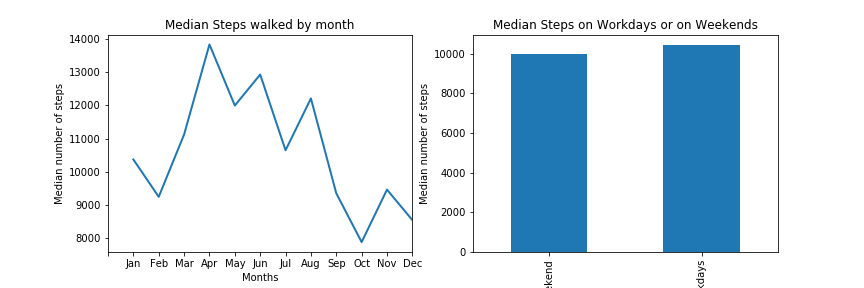 Median Steps walked by month
14000
13000
12000
11000
10000
9000
8000
Median number of steps
Jan Feb Mar Apr May Jun Jul Aug Sep Oct Nov Dec
Months
Median Steps on Workdays or on Weekends
10000
8000
6000
4000
2000
0
Median number of steps
ekend
kdays